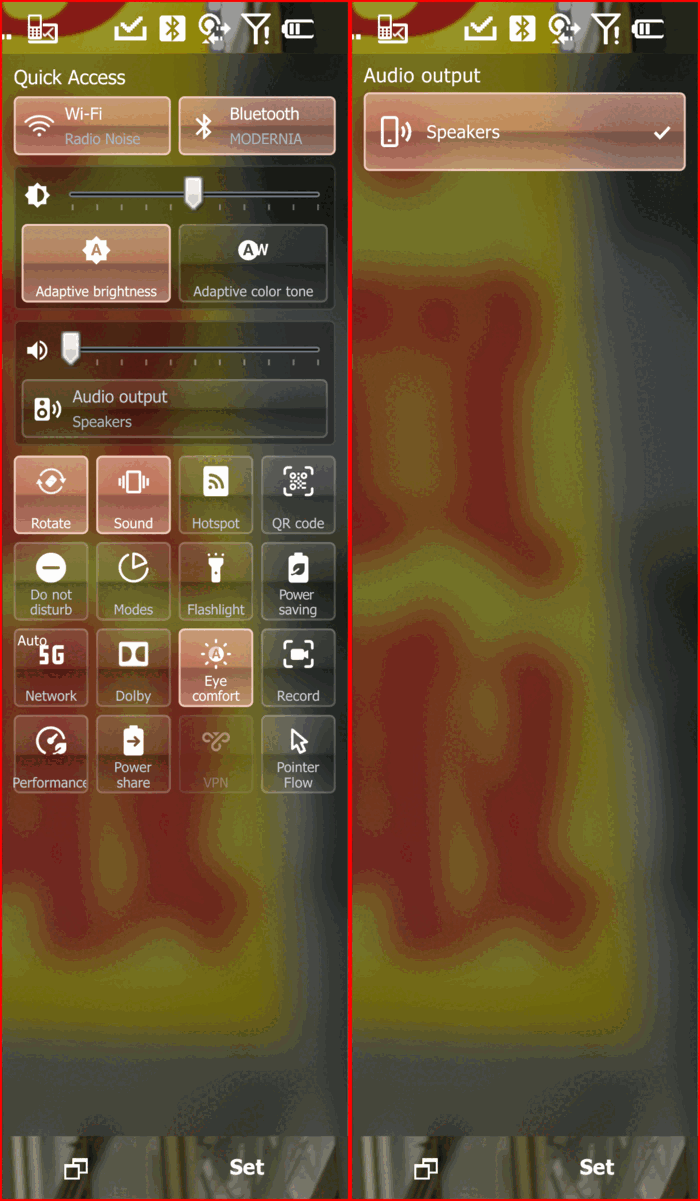 Quick Access
Wi-Fi
Radio Noise
Bluetooth
MODERNIA
A
Adaptive brightness
AW
Adaptive color tone
Audio output
Speakers
Rotate
Sound
Hotspot
QR code
Do not
disturb
Modes
Flashlight
Power
saving
Auto
5G
Network
Dolby
A
Eye
comfort
Record
Performance
Power
share
VPN
Pointer
Flow
Set
Audio output
Speakers
Set